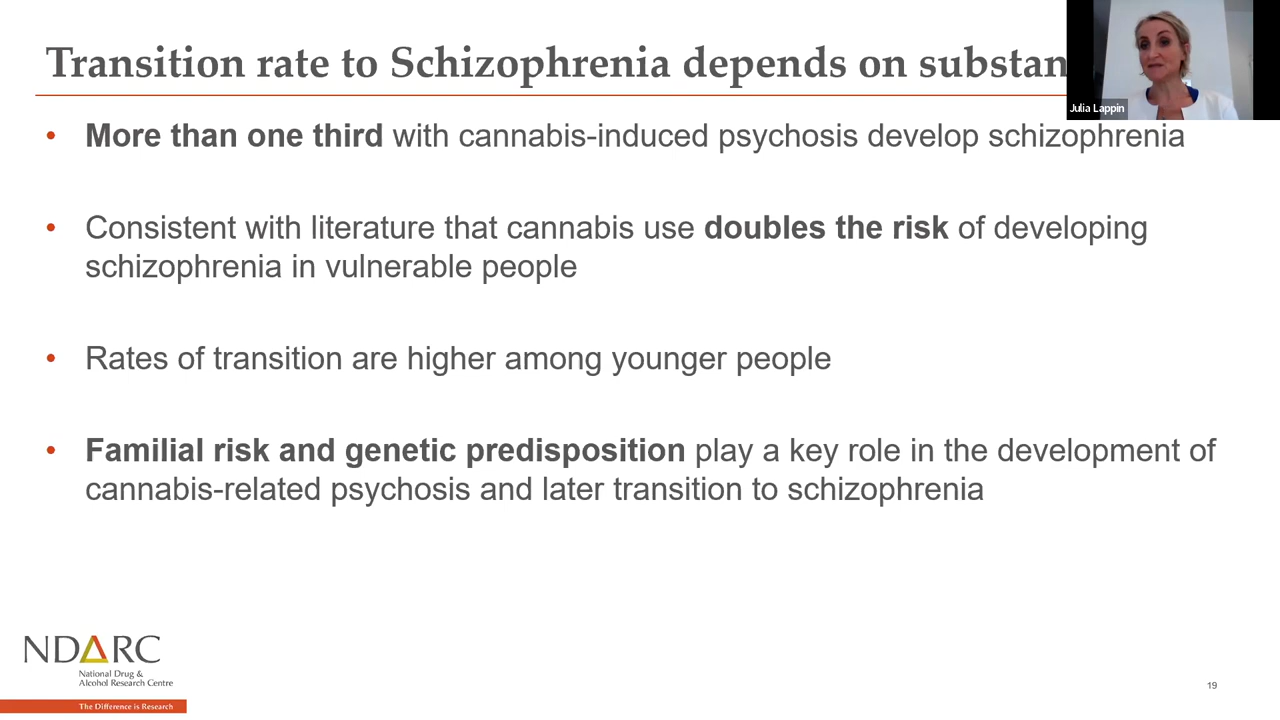 Transition rate to Schizophrenia depends on substan
Julia Lappin
• More than one third with cannabis-induced psychosis develop schizophrenia
• Consistent with literature that cannabis use doubles the risk of developing
schizophrenia in vulnerable people
• Rates of transition are higher among younger people
• Familial risk and genetic predisposition play a key role in the development of
cannabis-related psychosis and later transition to schizophrenia
NDARC
National Drug &
Alcohol Research Centre
The Difference is Research
19